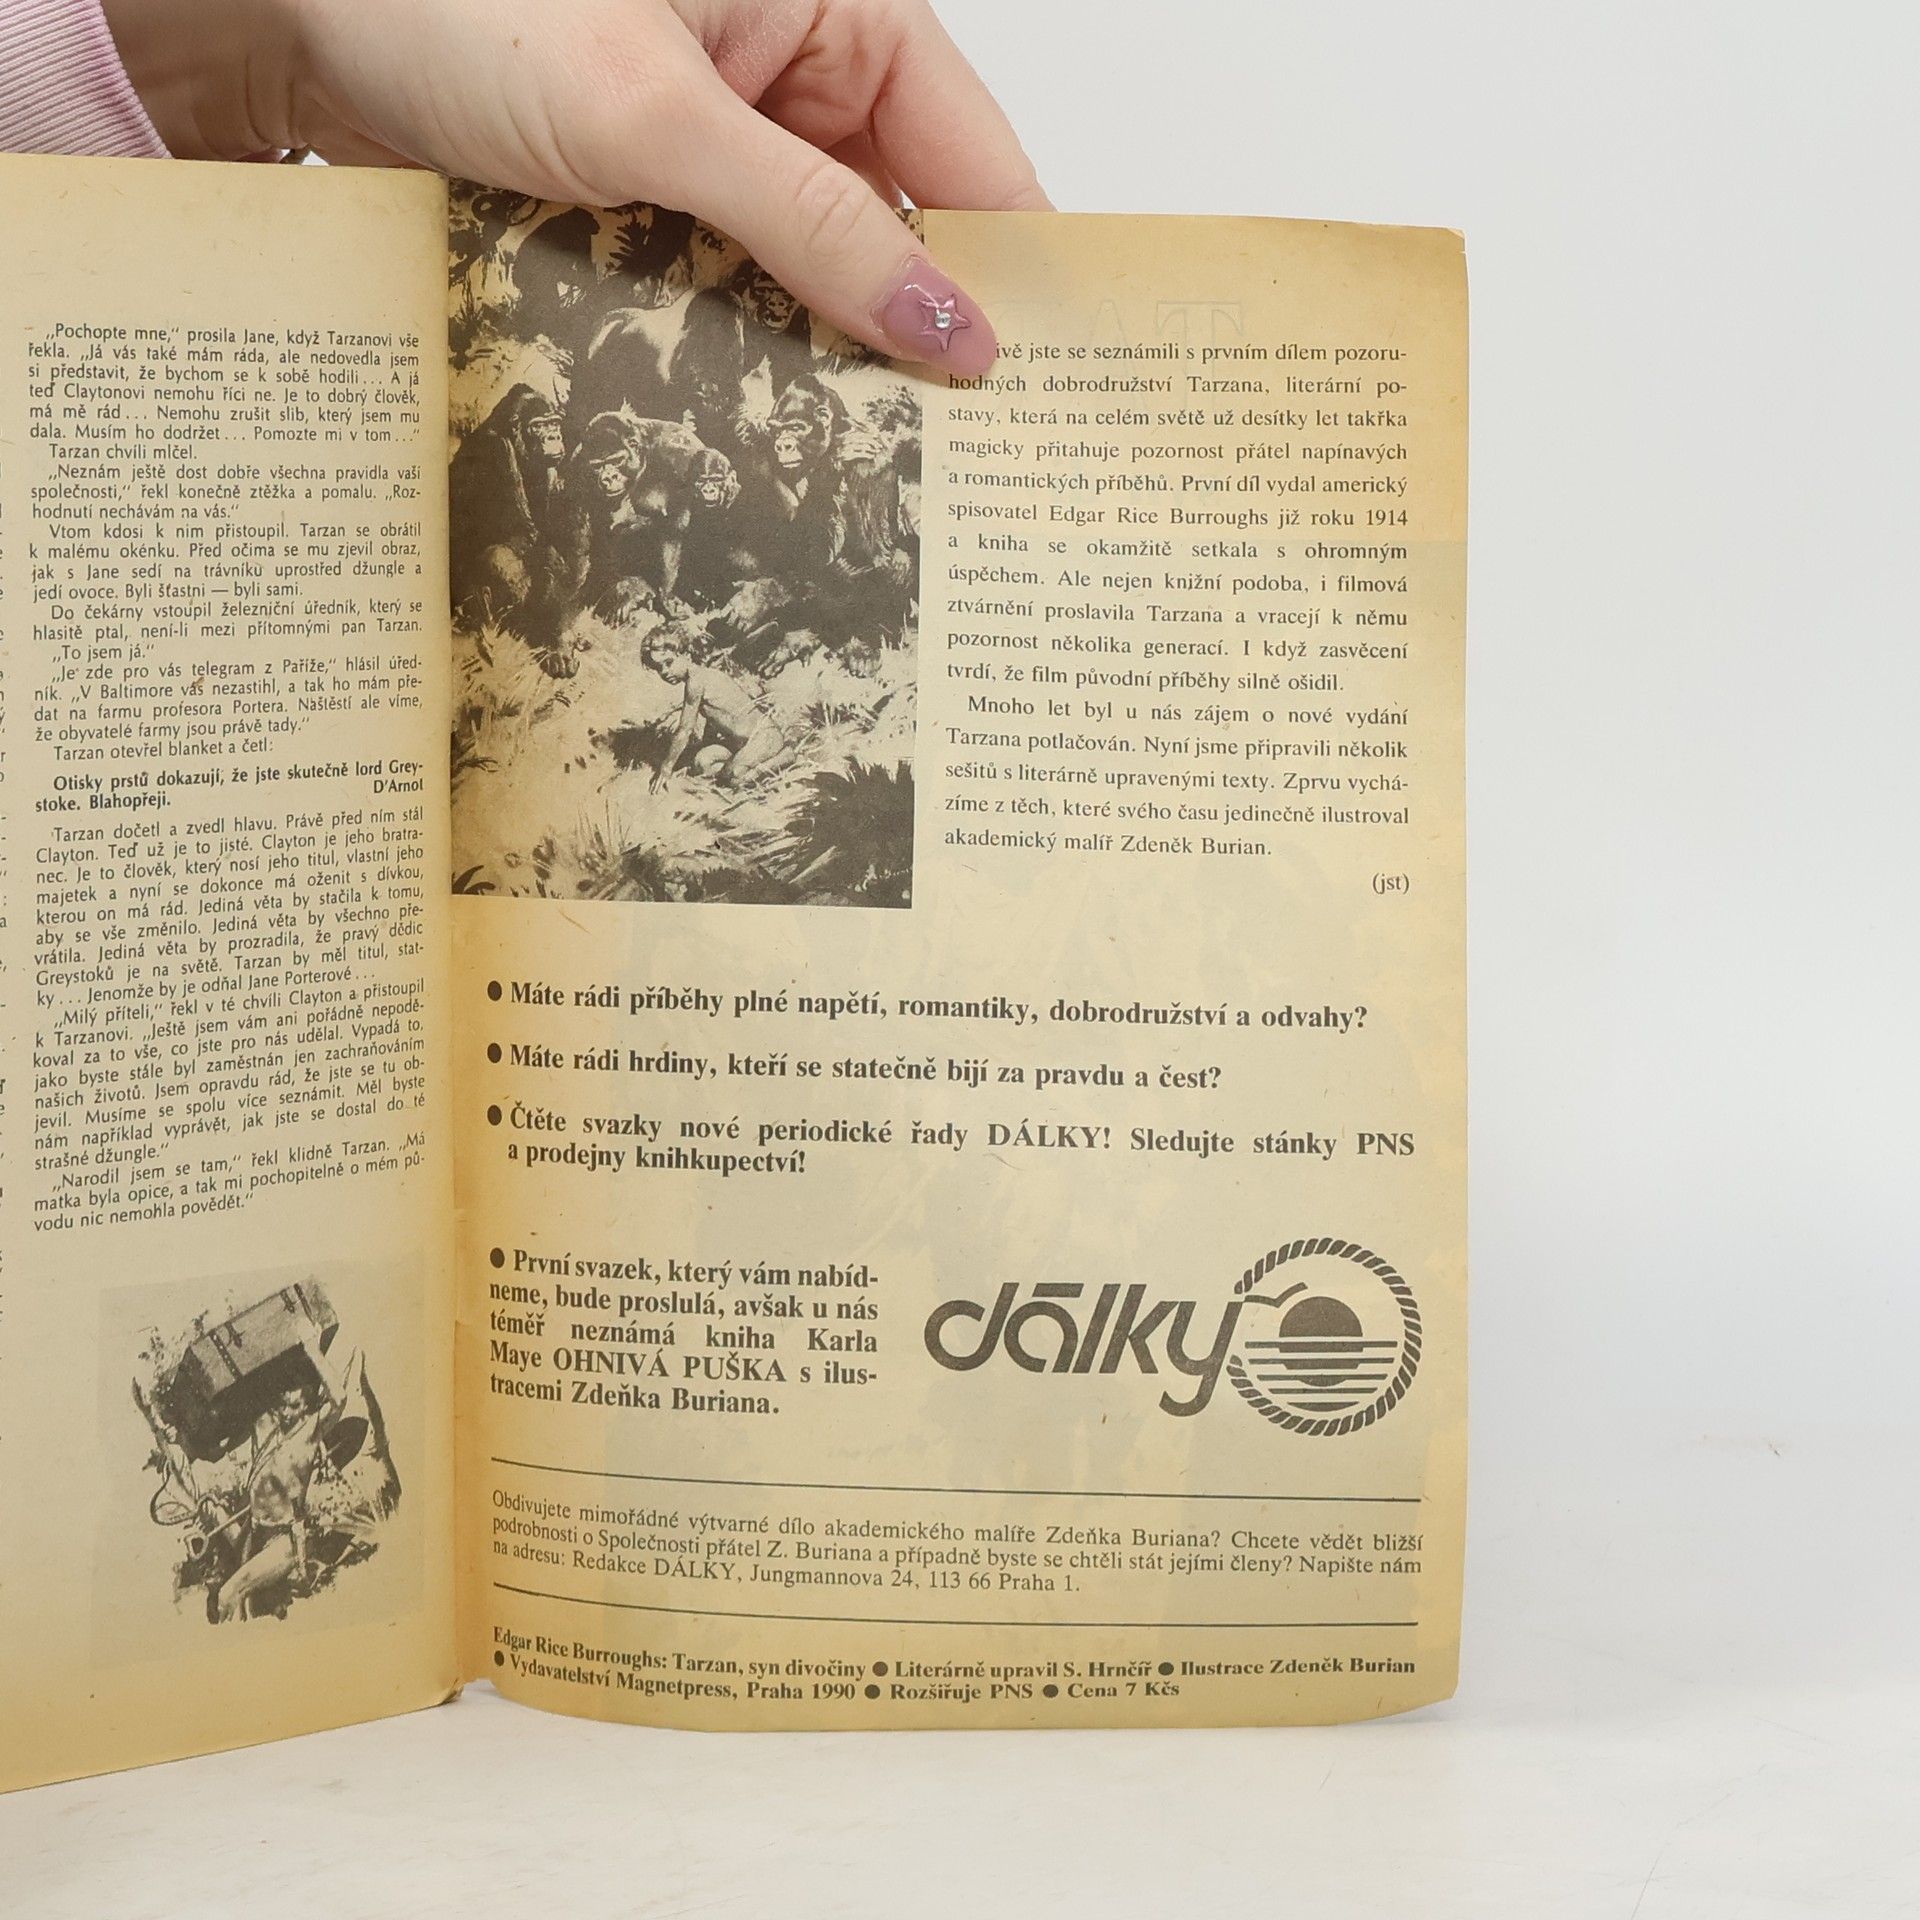 „Pochopte mne,“ prosila Jane, když Tarzanovi vše
řekla. „Já vás také mám ráda, ale nedovedla jsem
si představit, že bychom se k sobě hodili... A já
teď Claytonovi nemohu říci ne. Je to dobrý člověk,
má mě rád... Nemohu zrušit slib, který jsem mu
dala. Musím ho dodržet... Pomozte mi v tom...“
Tarzan chvíli mlčel.
„Neznám ještě dost dobře všechna pravidla vaší
společnosti,“ řekl konečně ztěžka a pomalu. „Roz-
hodnutí nechávám na vás.“
Vtom kdosi k nim přistoupil. Tarzan se obrátil
k malému okénku. Před očima se mu zjevil obraz,
jak s Jane sedí na trávníku uprostřed džungle a
jedí ovoce. Byli šťastni — byli sami.
Do čekárny vstoupil železniční úředník, který se
hlasitě ptal, není-li mezi přítomnými pan Tarzan.
„To jsem já.“
„Je zde pro vás telegram z Paříže,“ hlásil úřed-
ník. „V Baltimore vás nezastihl, a tak ho mám pře-
dat na farmu profesora Portera. Naštěstí ale víme,
že obyvatelé farmy jsou právě tady.“
Tarzan otevřel blanket a četl:
Otisky prstů dokazují, že jste skutečně lord Grey-
stoke. Blahopřeji. D'Arnol
Tarzan dočetl a zvedl hlavu. Právě před ním stál
Clayton. Teď už je to jisté. Clayton je jeho bratra-
nec. Je to člověk, který nosí jeho titul, vlastní jeho
majetek a nyní se dokonce má oženit s dívkou,
kterou on má rád. Jediná věta by stačila k tomu,
aby se vše změnilo. Jediná věta by všechno pře-
vrátila. Jediná věta by prozradila, že pravý dědic
Greystoků je na světě. Tarzan by měl titul, stat-
ky... Jenomže by je odňal Jane Porterové...
„Milý příteli,“ řekl v té chvíli Clayton a přistoupil
k Tarzanovi. „Ještě jsem vám ani pořádně nepodě-
koval za to vše, co jste pro nás udělal. Vypadá to,
jako byste stále byl zaměstnán jen zachraňováním
našich životů. Jsem opravdu rád, že jste se tu ob-
jevil. Musíme se spolu více seznámit. Měl byste
nám například vyprávět, jak jste se dostal do té
strašné džungle.“
„Narodil jsem se tam,“ řekl klidně Tarzan. „Má
matka byla opice, a tak mi pochopitelně o mém pů-
vodu nic nemohla povědět.“
jste se seznámili s prvním dílem pozoru-
hodných dobrodružství Tarzana, literární po-
stavy, která na celém světě už desítky let takřka
magicky přitahuje pozornost přátel napínavých
a romantických příběhů. První díl vydal americký
spisovatel Edgar Rice Burroughs již roku 1914
a kniha se okamžitě setkala s ohromným
úspěchem. Ale nejen knižní podoba, i filmová
ztvárnění proslavila Tarzana a vracejí k němu
pozornost několika generací. I když zasvěcení
tvrdí, že film původní příběhy silně ošidil.
Mnoho let byl u nás zájem o nové vydání
Tarzana potlačován. Nyní jsme připravili několik
sešitů s literárně upravenými texty. Zprvu vychá-
zíme z těch, které svého času jedinečně ilustroval
akademický malíř Zdeněk Burian.
(jst)
● Máte rádi příběhy plné napětí, romantiky, dobrodružství a odvahy?
● Máte rádi hrdiny, kteří se statečně bijí za pravdu a čest?
● Čtěte svazky nové periodické řady DÁLKY! Sledujte stánky PNS
a prodejny knihkupectví!
● První svazek, který vám nabíd-
neme, bude proslulá, avšak u nás
téměř neznámá kniha Karla
Maye OHNIVÁ PUŠKA s ilus-
tracemi Zdeňka Buriana.
dálky
Obdivujete mimořádné výtvarné dílo akademického malíře Zdeňka Buriana? Chcete vědět bližší
podrobnosti o Společnosti přátel Z. Buriana a případně byste se chtěli stát jejími členy? Napište nám
na adresu: Redakce DÁLKY, Jungmannova 24, 113 66 Praha 1.
Edgar Rice Burroughs: Tarzan, syn divočiny ● Literárně upravil S. Hrnčíř ● Ilustrace Zdeněk Burian
● Vydavatelství Magnetpress, Praha 1990 ● Rozšiřuje PNS ● Cena 7 Kčs